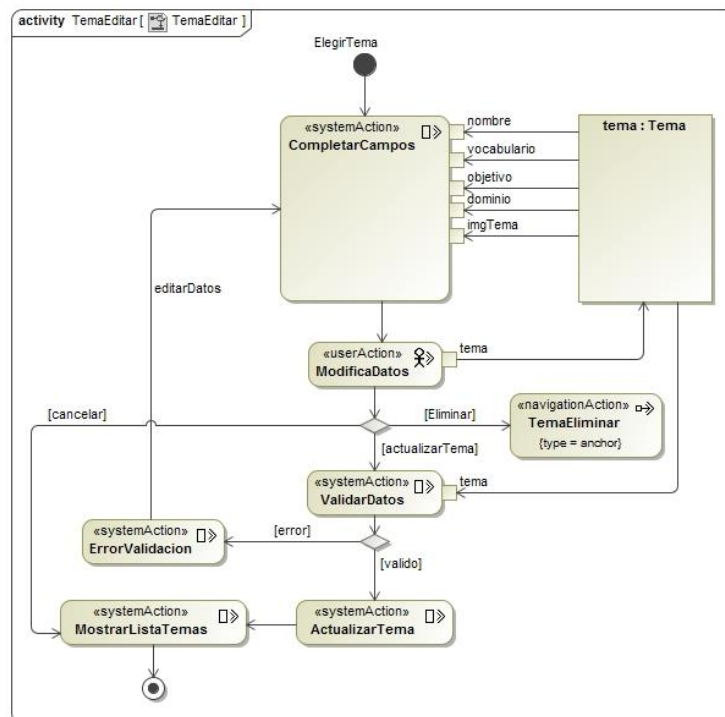 activity TemaEditar [ TemaEditar ]
ElegirTema
«systemAction»
CompletarCampos
nombre
vocabulario
objetivo
dominio
imgTema
tema : Tema
editarDatos
«userAction»
ModificaDatos
tema
[cancelar]
[Eliminar]
«navigationAction»
TemaEliminar
{type = anchor}
[actualizarTema]
«systemAction»
ValidarDatos
tema
[error]
«systemAction»
ErrorValidacion
[valido]
«systemAction»
MostrarListaTemas
«systemAction»
ActualizarTema